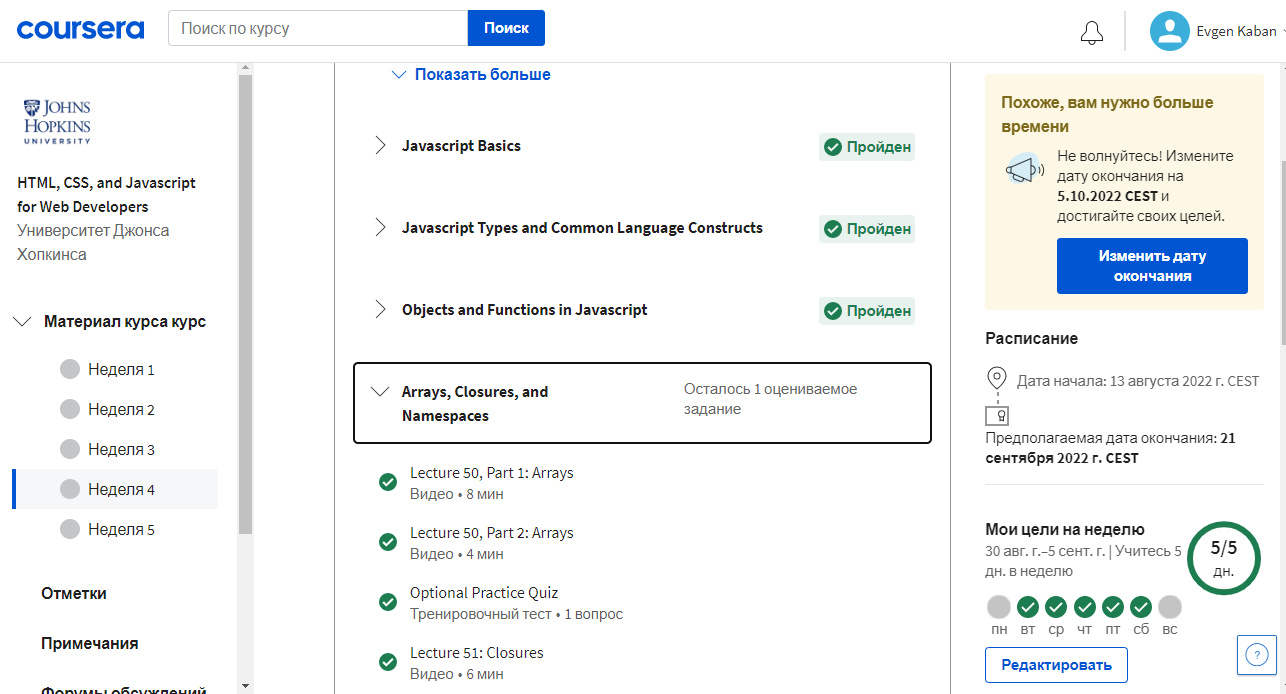 coursera
Поиск по курсу
Поиск
Evgen Kaban
JOHNS
HOPKINS
UNIVERSITY
HTML, CSS, and Javascript
for Web Developers
Университет Джонса
Хопкинса
Материал курса курс
Неделя 1
Неделя 2
Неделя 3
Неделя 4
Неделя 5
Отметки
Примечания
Форумы обсуждений
Показать больше
Javascript Basics
Пройден
Javascript Types and Common Language Constructs
Пройден
Objects and Functions in Javascript
Пройден
Arrays, Closures, and
Namespaces
Осталось 1 оцениваемое
задание
Lecture 50, Part 1: Arrays
Видео • 8 мин
Lecture 50, Part 2: Arrays
Видео • 4 мин
Optional Practice Quiz
Тренировочный тест • 1 вопрос
Lecture 51: Closures
Видео • 6 мин
Похоже, вам нужно больше
времени
Не волнуйтесь! Измените
дату окончания на
5.10.2022 CEST и
достигайте своих целей.
Изменить дату
окончания
Расписание
Дата начала: 13 августа 2022 г. CEST
Предполагаемая дата окончания: 21
сентября 2022 г. CEST
Мои цели на неделю
30 авг. г.–5 сент. г. | Учитесь 5
дн. в неделю
5/5
дн.
пн вт ср чт пт сб вс
Редактировать
?